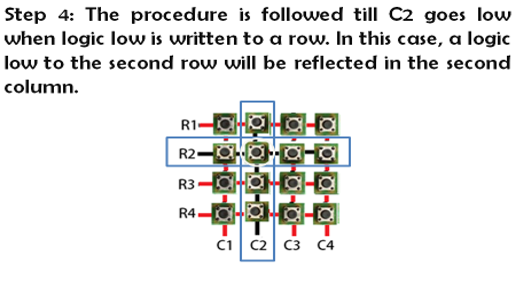 Step 4: The procedure is followed till C2 goes low
when logic low is written to a row. In this case, a logic
low to the second row will be reflected in the second
column.
R1
R2
R3
R4
C1 C2 C3 C4